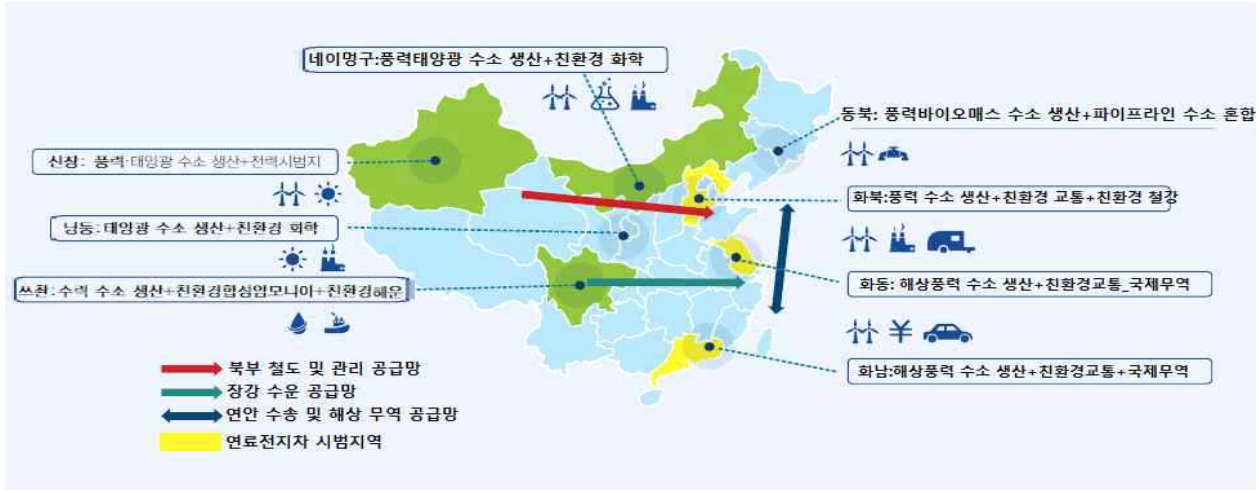 네이멍구:풍력태양광 수소 생산+친환경 화학
동북: 풍력바이오매스 수소 생산+파이프라인 수소 혼합
신장: 풍력·태양광 수소 생산+전력시범지
화북:풍력 수소 생산+친환경 교통+친환경 철강
닝동:태양광 수소 생산+친환경 화학
화동: 해상풍력 수소 생산+친환경교통_국제무역
쓰촨:수력 수소 생산+친환경합성암모니아+친환경해운
¥
화남:해상풍력 수소 생산+친환경교통+국제무역
북부 철도 및 관리 공급망
장강 수운 공급망
연안 수송 및 해상 무역 공급망
연료전지차 시범지역